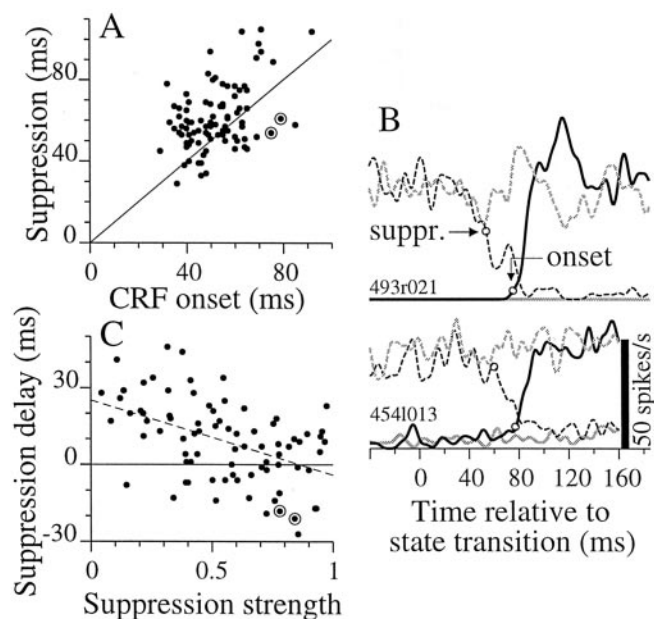 A
Suppression (ms)
80
40
0
0 40 80
CRF onset (ms)
B
suppr.
onset
493r021
454l013
50 spikes/s
0 40 80 120 160
Time relative to
state transition (ms)
C
Suppression delay (ms)
30
0
-30
0 0.5 1
Suppression strength